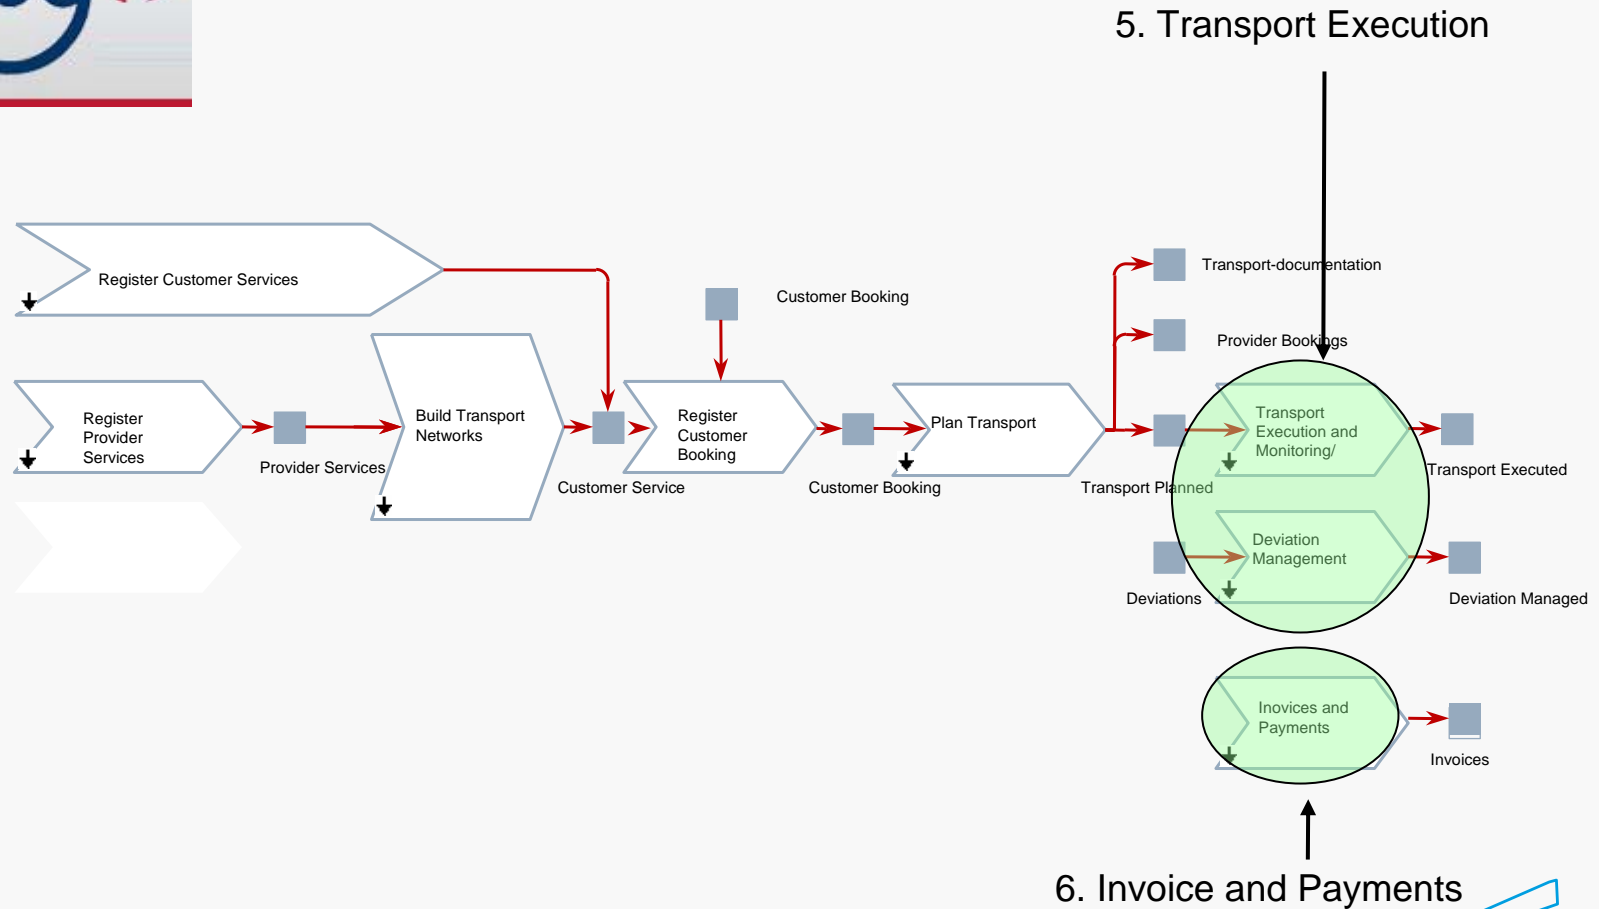 5. Transport Execution
Transport-documentation
Register Customer Services
Customer Booking
Provider Bookings
Register
Provider
Services
Build Transport
Networks
Register
Customer
Booking
Plan Transport
Transport
Execution and
Monitoring/
Provider Services
Customer Service
Customer Booking
Transport Planned
Transport Executed
Deviation
Management
Deviations
Deviation Managed
Inovices and
Payments
Invoices
6. Invoice and Payments